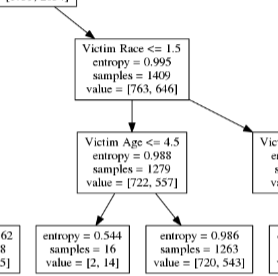 Victim Race <= 1.5
entropy = 0.995
samples = 1409
value = [763, 646]
Victim Age <= 4.5
entropy = 0.988
samples = 1279
value = [722, 557]
Vic
e
s
v
62
8
5]
entropy = 0.544
samples = 16
value = [2, 14]
entropy = 0.986
samples = 1263
value = [720, 543]